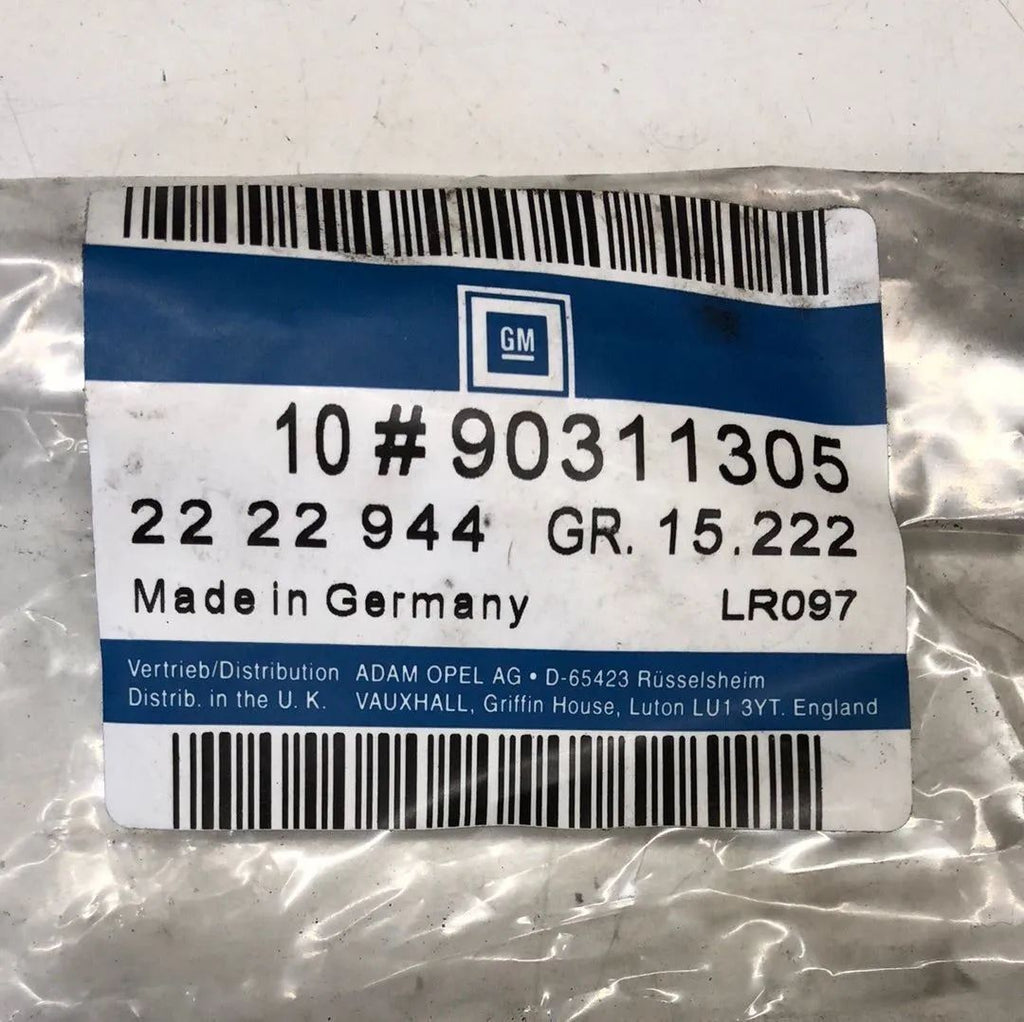 GM
10 # 90311305
22 22 944 GR. 15.222
Made in Germany LR097
Vertrieb/Distribution ADAM OPEL AG • D-65423 Rüsselsheim
Distrib. in the U. K. VAUXHALL, Griffin House, Luton LU1 3YT. England